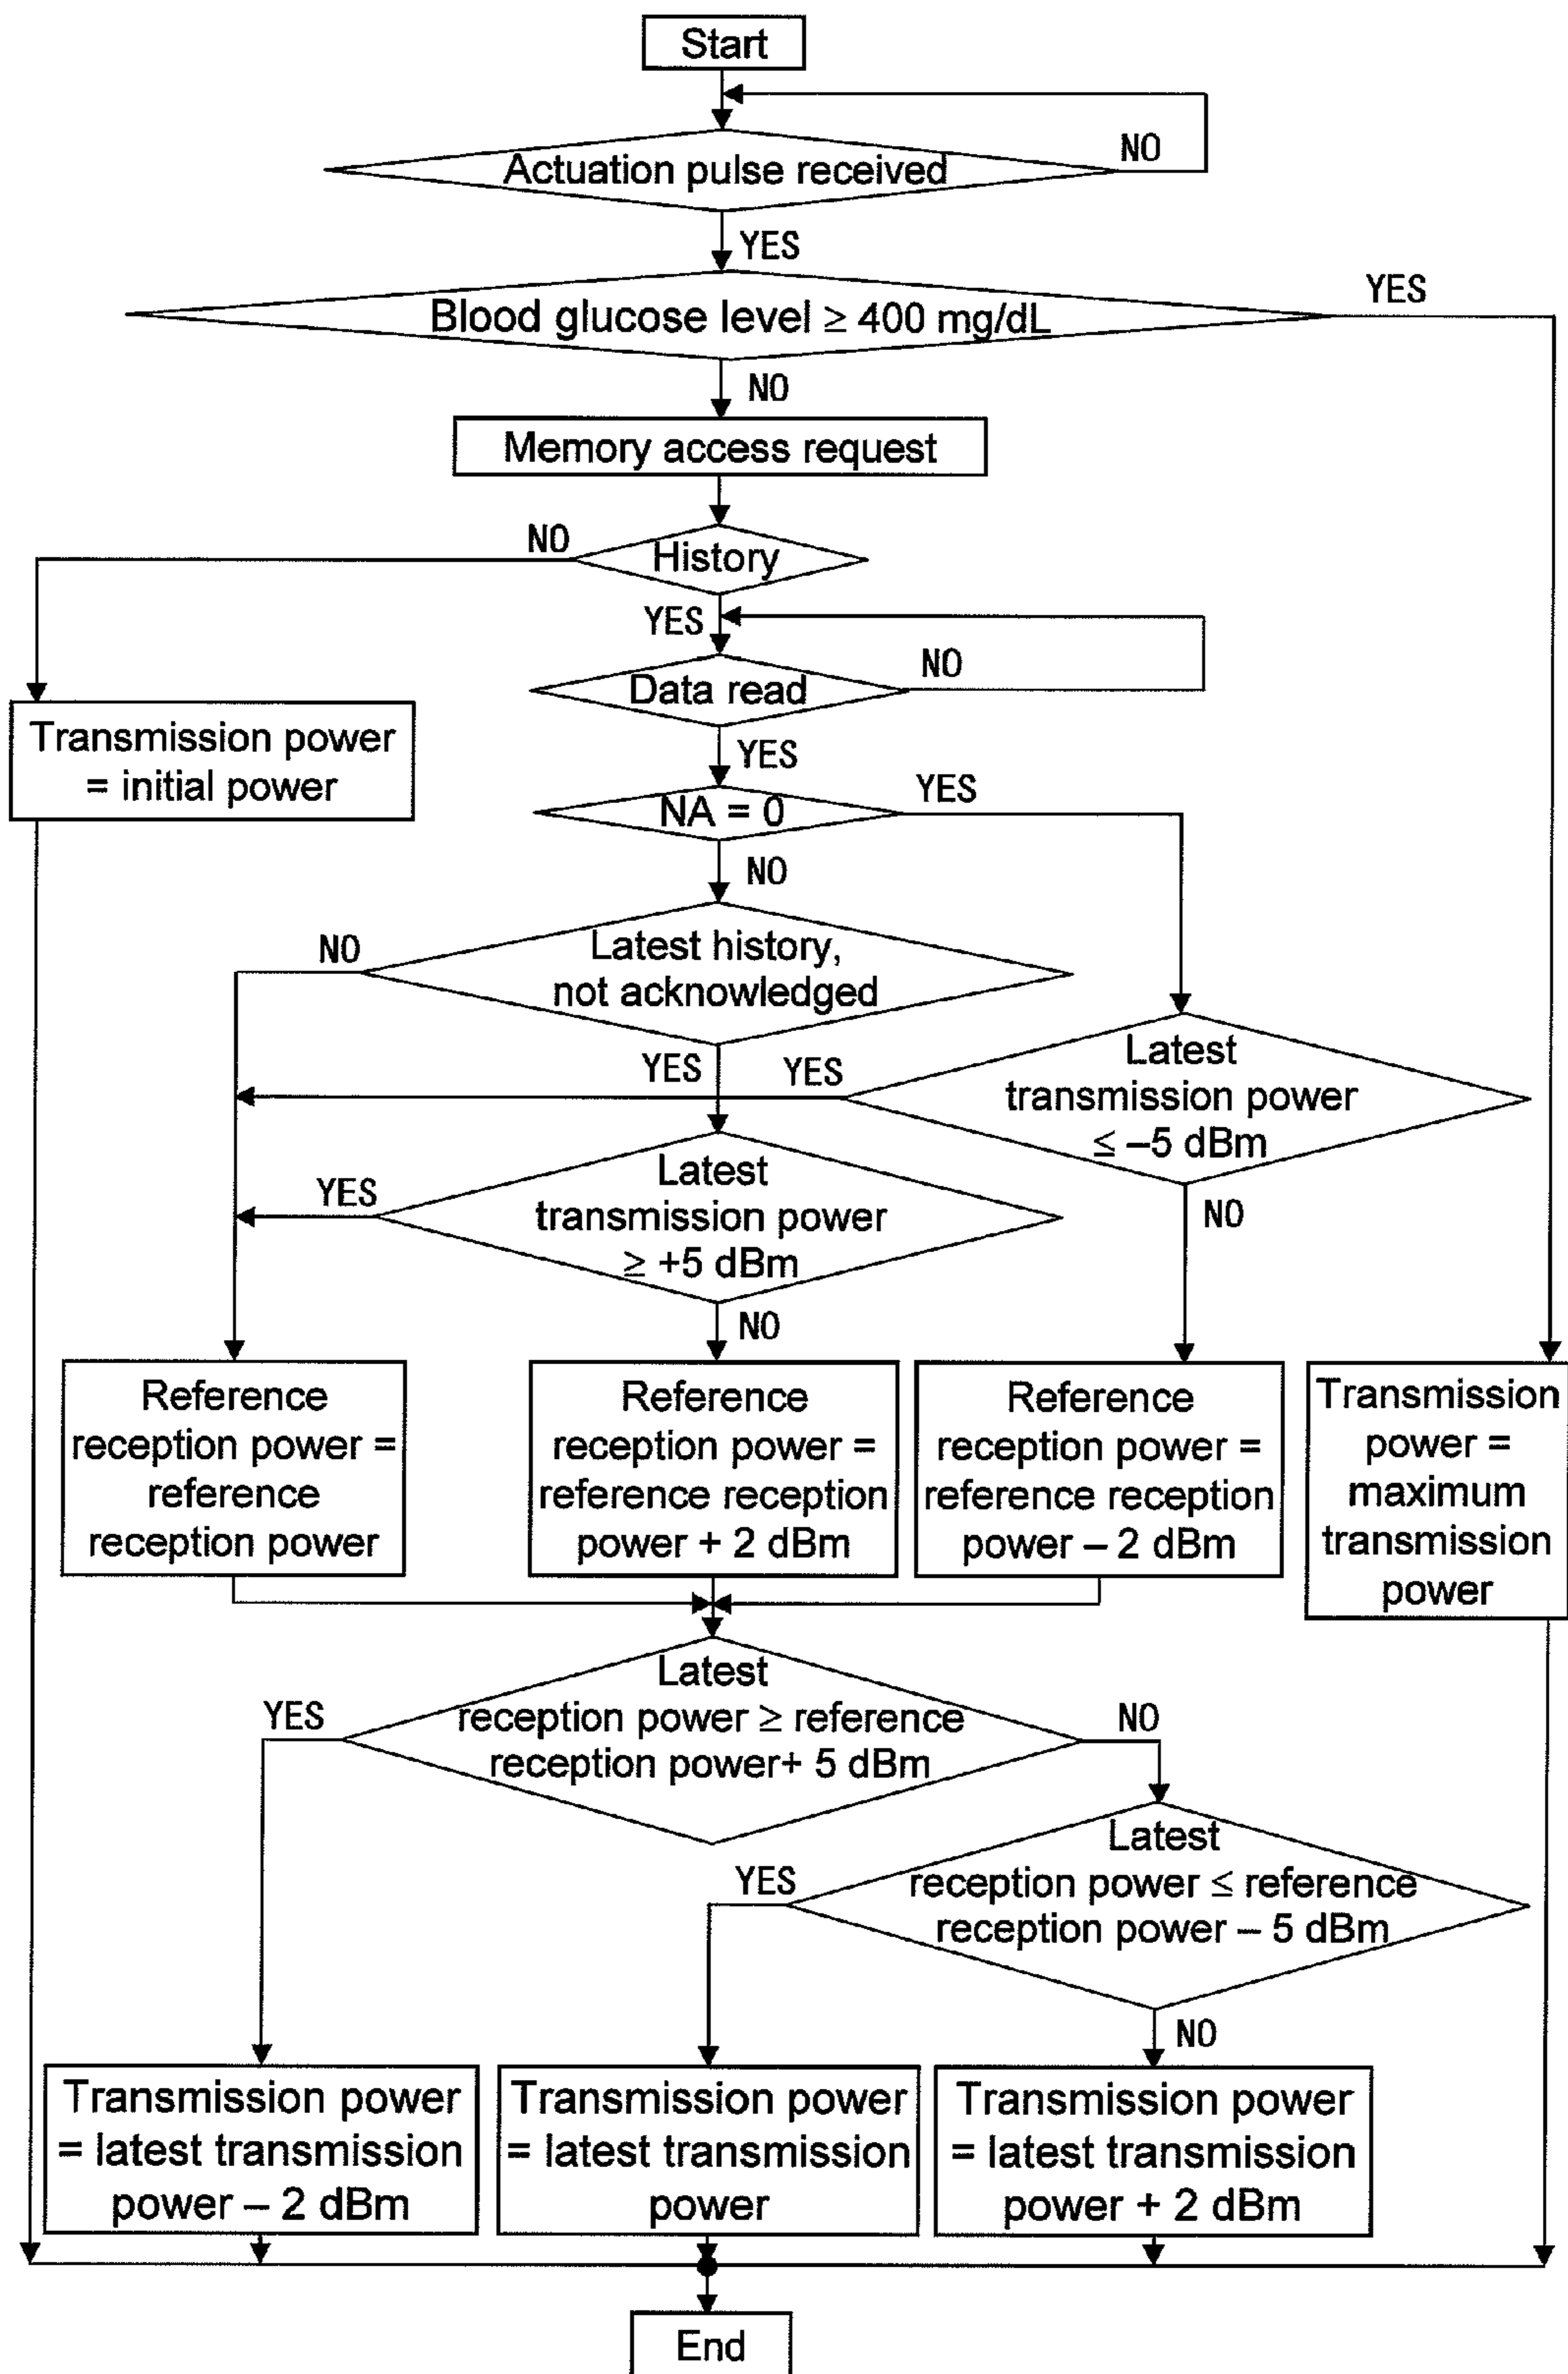 Start
NO
Actuation pulse received
YES
YES
Blood glucose level ≥ 400 mg/dL
NO
Memory access request
NO
History
YES
NO
Data read
Transmission power
= initial power
YES
YES
NA = 0
NO
NO
Latest history,
not acknowledged
YES
YES
Latest
transmission power
≤ –5 dBm
YES
Latest
transmission power
≥ +5 dBm
NO
NO
Reference
reception power =
reference
reception power
Reference
reception power =
reference reception
power + 2 dBm
Reference
reception power =
reference reception
power – 2 dBm
Transmission
power =
maximum
transmission
power
YES
Latest
reception power ≥ reference
reception power+ 5 dBm
NO
YES
Latest
reception power ≤ reference
reception power – 5 dBm
NO
Transmission power
= latest transmission
power – 2 dBm
Transmission power
= latest transmission
power
Transmission power
= latest transmission
power + 2 dBm
End